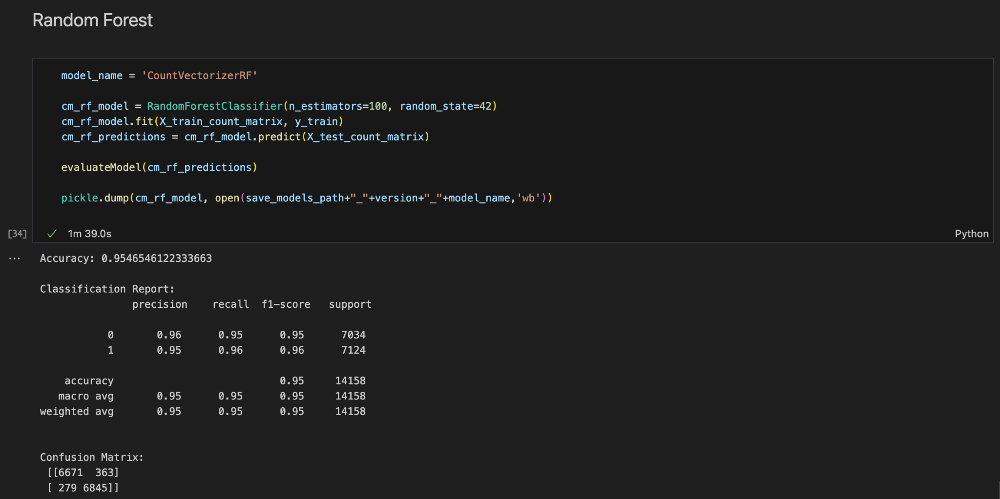 Random Forest
model_name = 'CountVectorizerRF'
cm_rf_model = RandomForestClassifier(n_estimators=100, random_state=42)
cm_rf_model.fit(X_train_count_matrix, y_train)
cm_rf_predictions = cm_rf_model.predict(X_test_count_matrix)
evaluateModel(cm_rf_predictions)
pickle.dump(cm_rf_model, open(save_models_path+"_"+version+"_"+model_name,'wb'))
[34] ✓ 1m 39.0s Python
... Accuracy: 0.9546546122333663
Classification Report:
precision recall f1-score support
0 0.96 0.95 0.95 7034
1 0.95 0.96 0.96 7124
accuracy 0.95 14158
macro avg 0.95 0.95 0.95 14158
weighted avg 0.95 0.95 0.95 14158
Confusion Matrix:
[[6671 363]
[ 279 6845]]